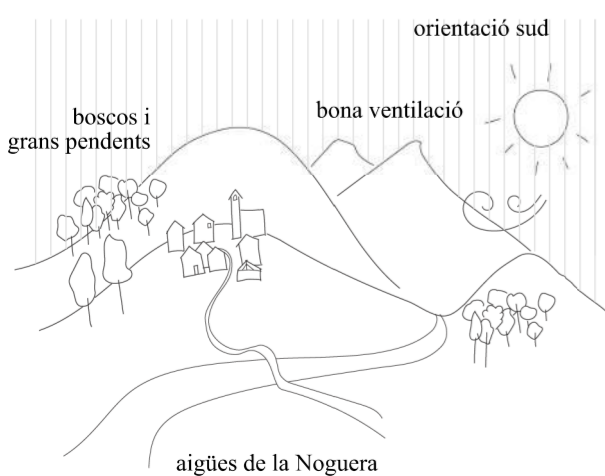 orientació sud
boscos i
grans pendents
bona ventilació
aigües de la Noguera